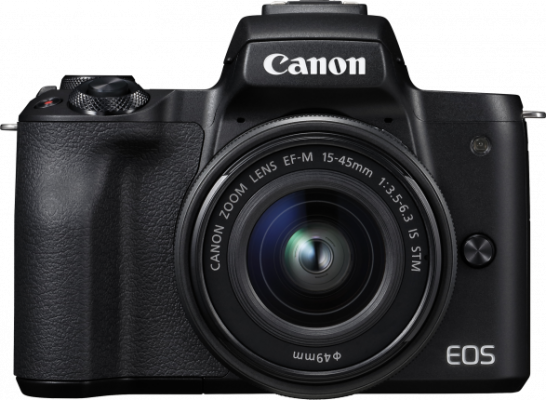 Canon
CANON ZOOM LENS EF-M 15-45mm 1:3.5-6.3 IS STM
φ49mm
EOS